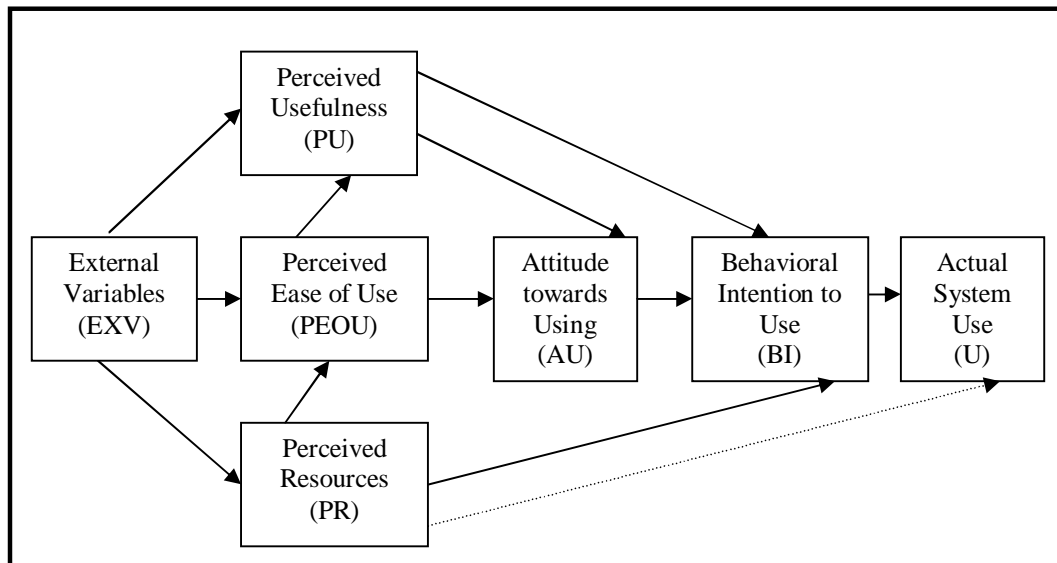 Perceived
Usefulness
(PU)
External
Variables
(EXV)
Perceived
Ease of Use
(PEOU)
Attitude
towards
Using
(AU)
Behavioral
Intention to
Use
(BI)
Actual
System
Use
(U)
Perceived
Resources
(PR)